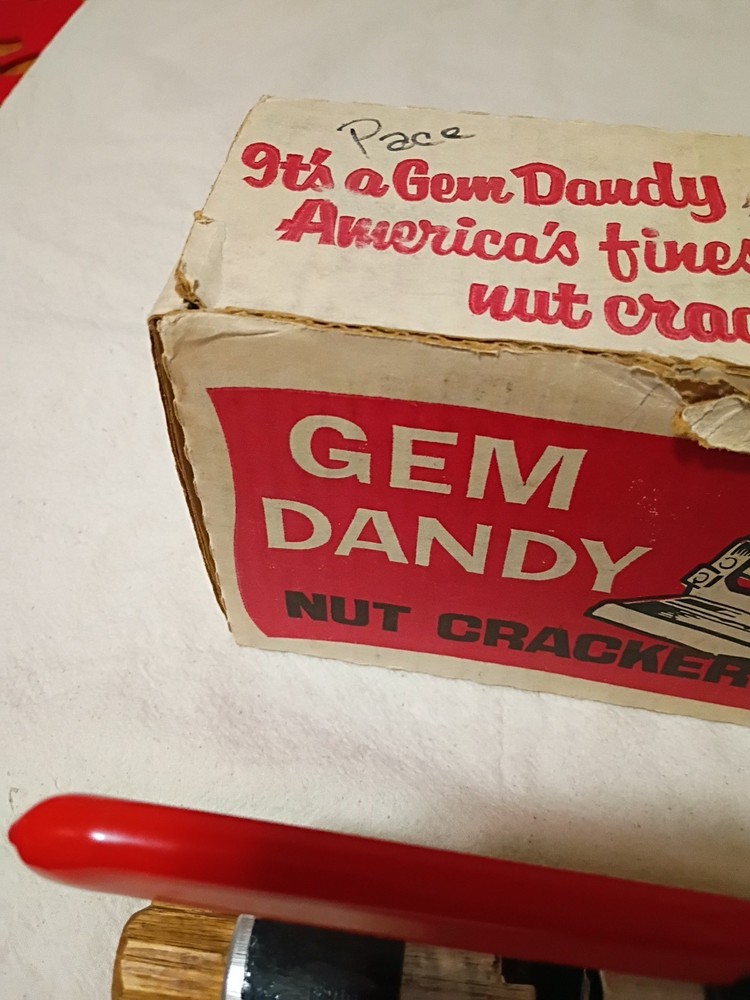 Pace
It's a Gem Dandy
America's fines
nut crac
GEM
DANDY
NUT CRACKER